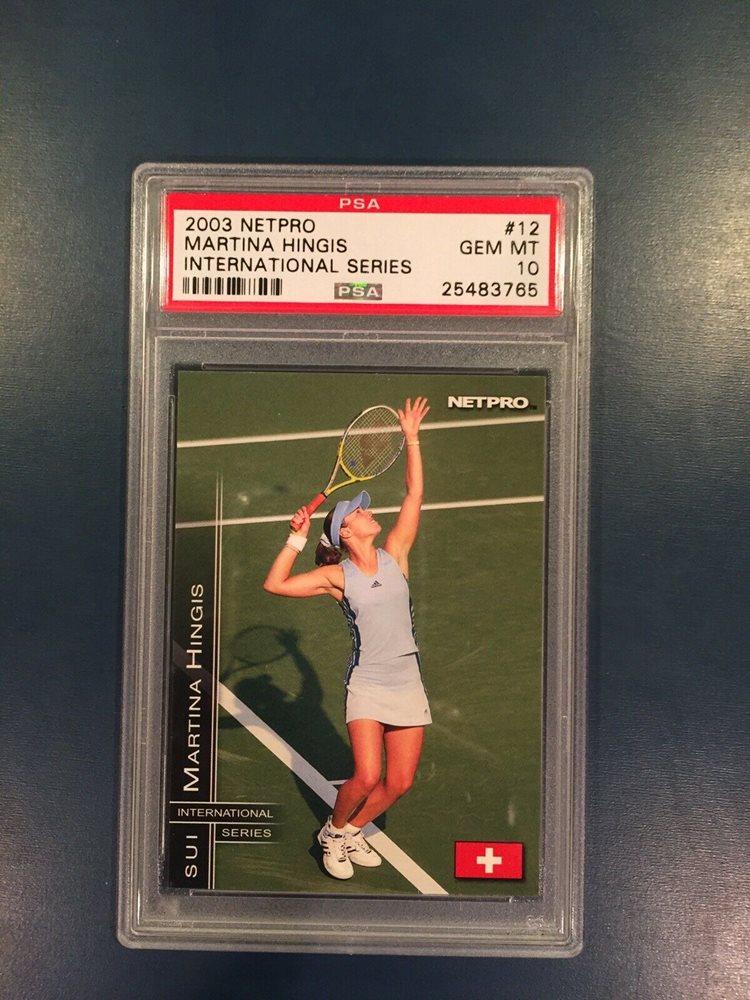 PSA
2003 NETPRO #12
MARTINA HINGIS GEM MT
INTERNATIONAL SERIES 10
PSA 25483765
NETPRO
SUI MARTINA HINGIS
INTERNATIONAL
SERIES
adidas